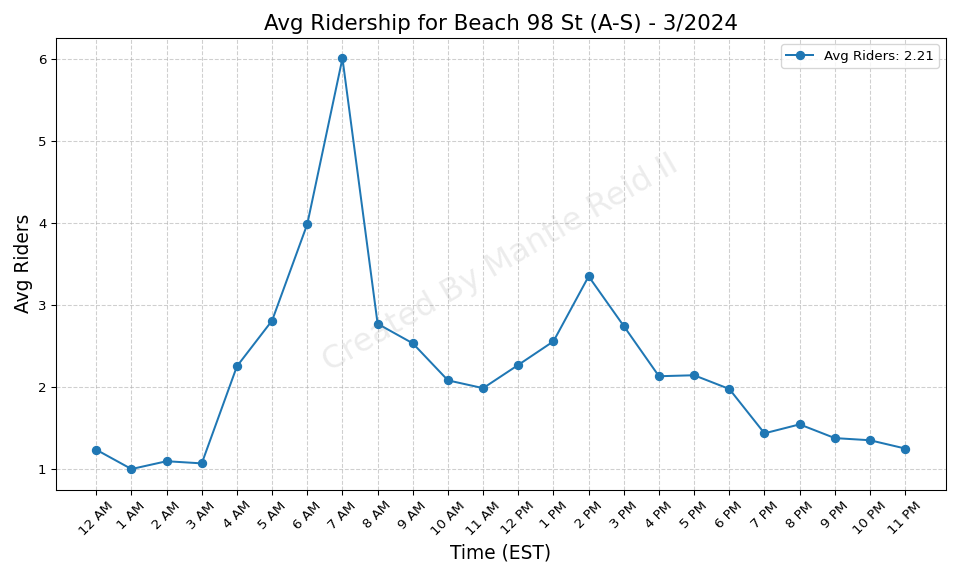 Avg Ridership for Beach 98 St (A-S) - 3/2024
Avg Riders: 2.21
6
5
4
3
2
1
Avg Riders
Created By Mantie Reid II
12 AM 1 AM 2 AM 3 AM 4 AM 5 AM 6 AM 7 AM 8 AM 9 AM 10 AM 11 AM 12 PM 1 PM 2 PM 3 PM 4 PM 5 PM 6 PM 7 PM 8 PM 9 PM 10 PM 11 PM
Time (EST)